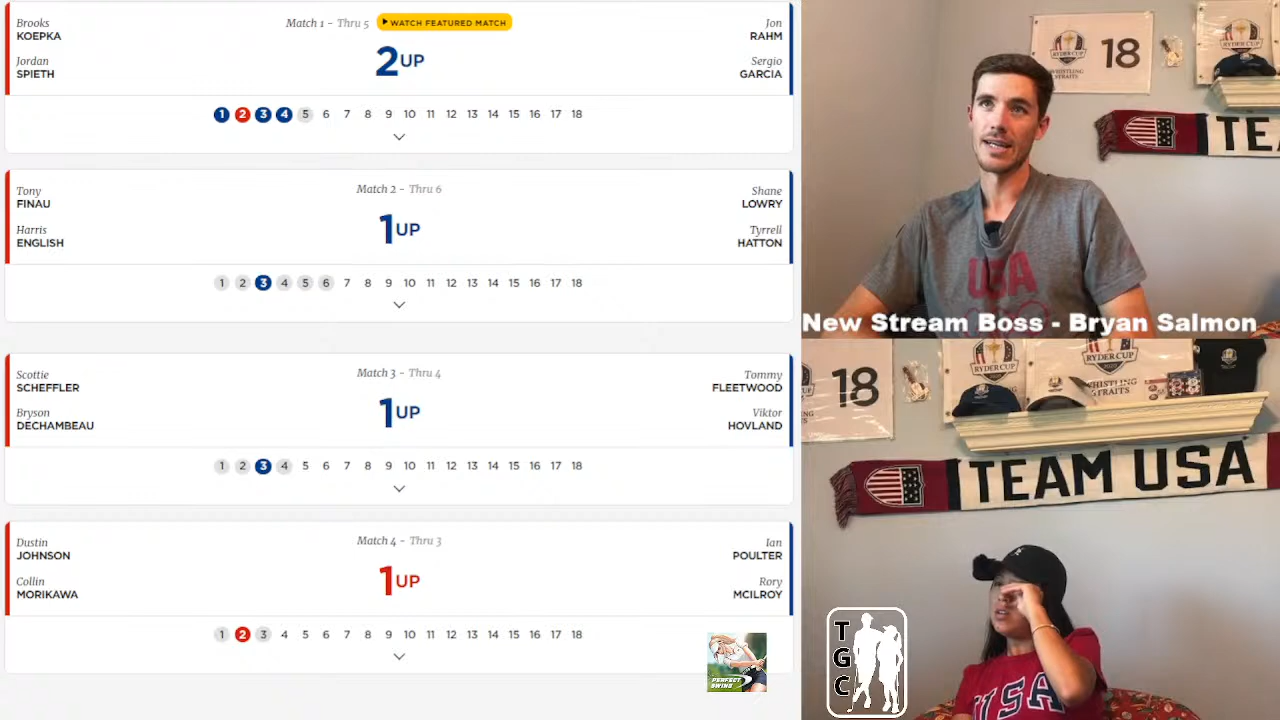 Brooks
KOEPKA
Match 1 - Thru 5
WATCH FEATURED MATCH
Jon
RAHM
2UP
Jordan
SPIETH
Sergio
GARCIA
1 2 3 4 5 6 7 8 9 10 11 12 13 14 15 16 17 18
Tony
FINAU
Match 2 - Thru 6
Shane
LOWRY
1UP
Harris
ENGLISH
Tyrrell
HATTON
1 2 3 4 5 6 7 8 9 10 11 12 13 14 15 16 17 18
Scottie
SCHEFFLER
Match 3 - Thru 4
Tommy
FLEETWOOD
1UP
Bryson
DECHAMBEAU
Viktor
HOVLAND
1 2 3 4 5 6 7 8 9 10 11 12 13 14 15 16 17 18
Dustin
JOHNSON
Match 4 - Thru 3
Ian
POULTER
1UP
Collin
MORIKAWA
Rory
MCILROY
1 2 3 4 5 6 7 8 9 10 11 12 13 14 15 16 17 18
PERFECT
SWING
RYDER CUP
WHISTLING
STRAITS
18
RYDER CUP
TE
USA
New Stream Boss - Bryan Salmon
18
RYDER CUP
RYDER CUP
WHISTLING
STRAITS
TEAM USA
USA
TGC